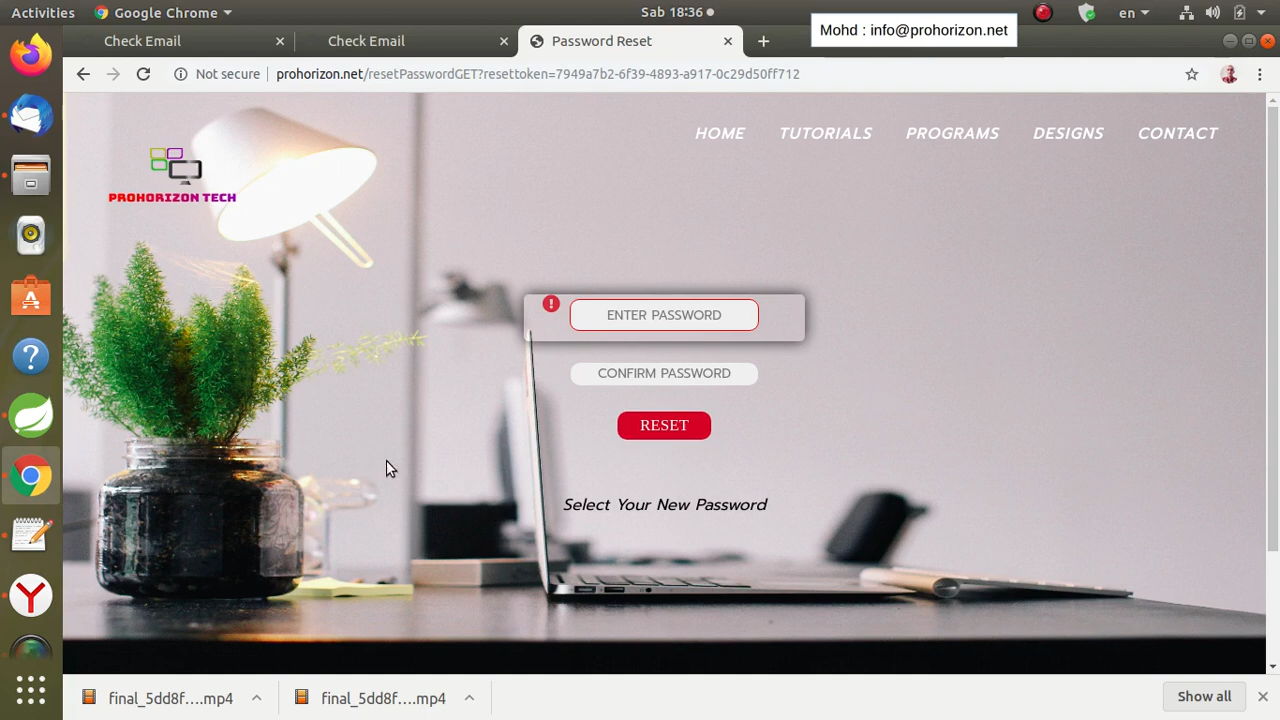 Activities
Google Chrome
Sab 18:36
en
Mohd : info@prohorizon.net
Check Email
Check Email
Password Reset
Not secure
prohorizon.net/resetPasswordGET?resettoken=7949a7b2-6f39-4893-a917-0c29d50ff712
HOME
TUTORIALS
PROGRAMS
DESIGNS
CONTACT
PROHORIZON TECH
ENTER PASSWORD
CONFIRM PASSWORD
RESET
Select Your New Password
final_5dd8f....mp4
final_5dd8f....mp4
Show all